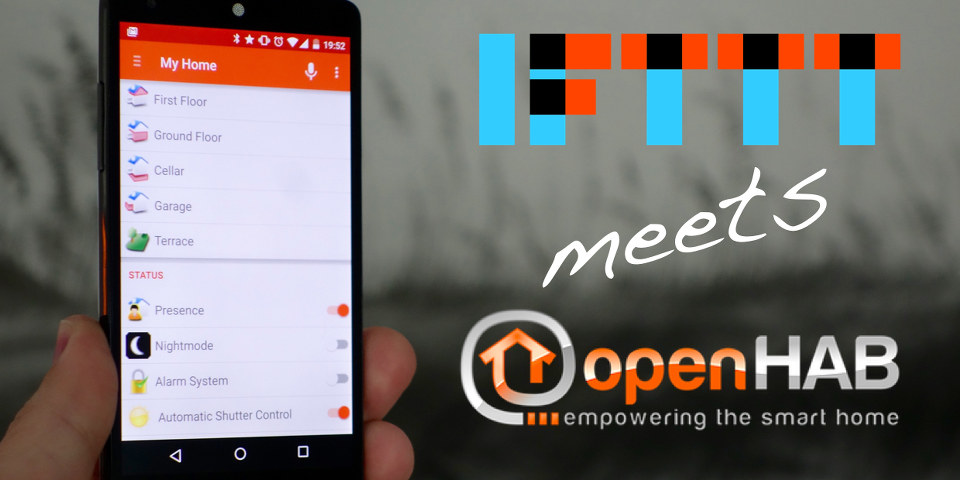 19:52
My Home
First Floor
Ground Floor
Cellar
Garage
Terrace
STATUS
Presence
Nightmode
Alarm System
Automatic Shutter Control
IFTTT
meets
openHAB
empowering the smart home